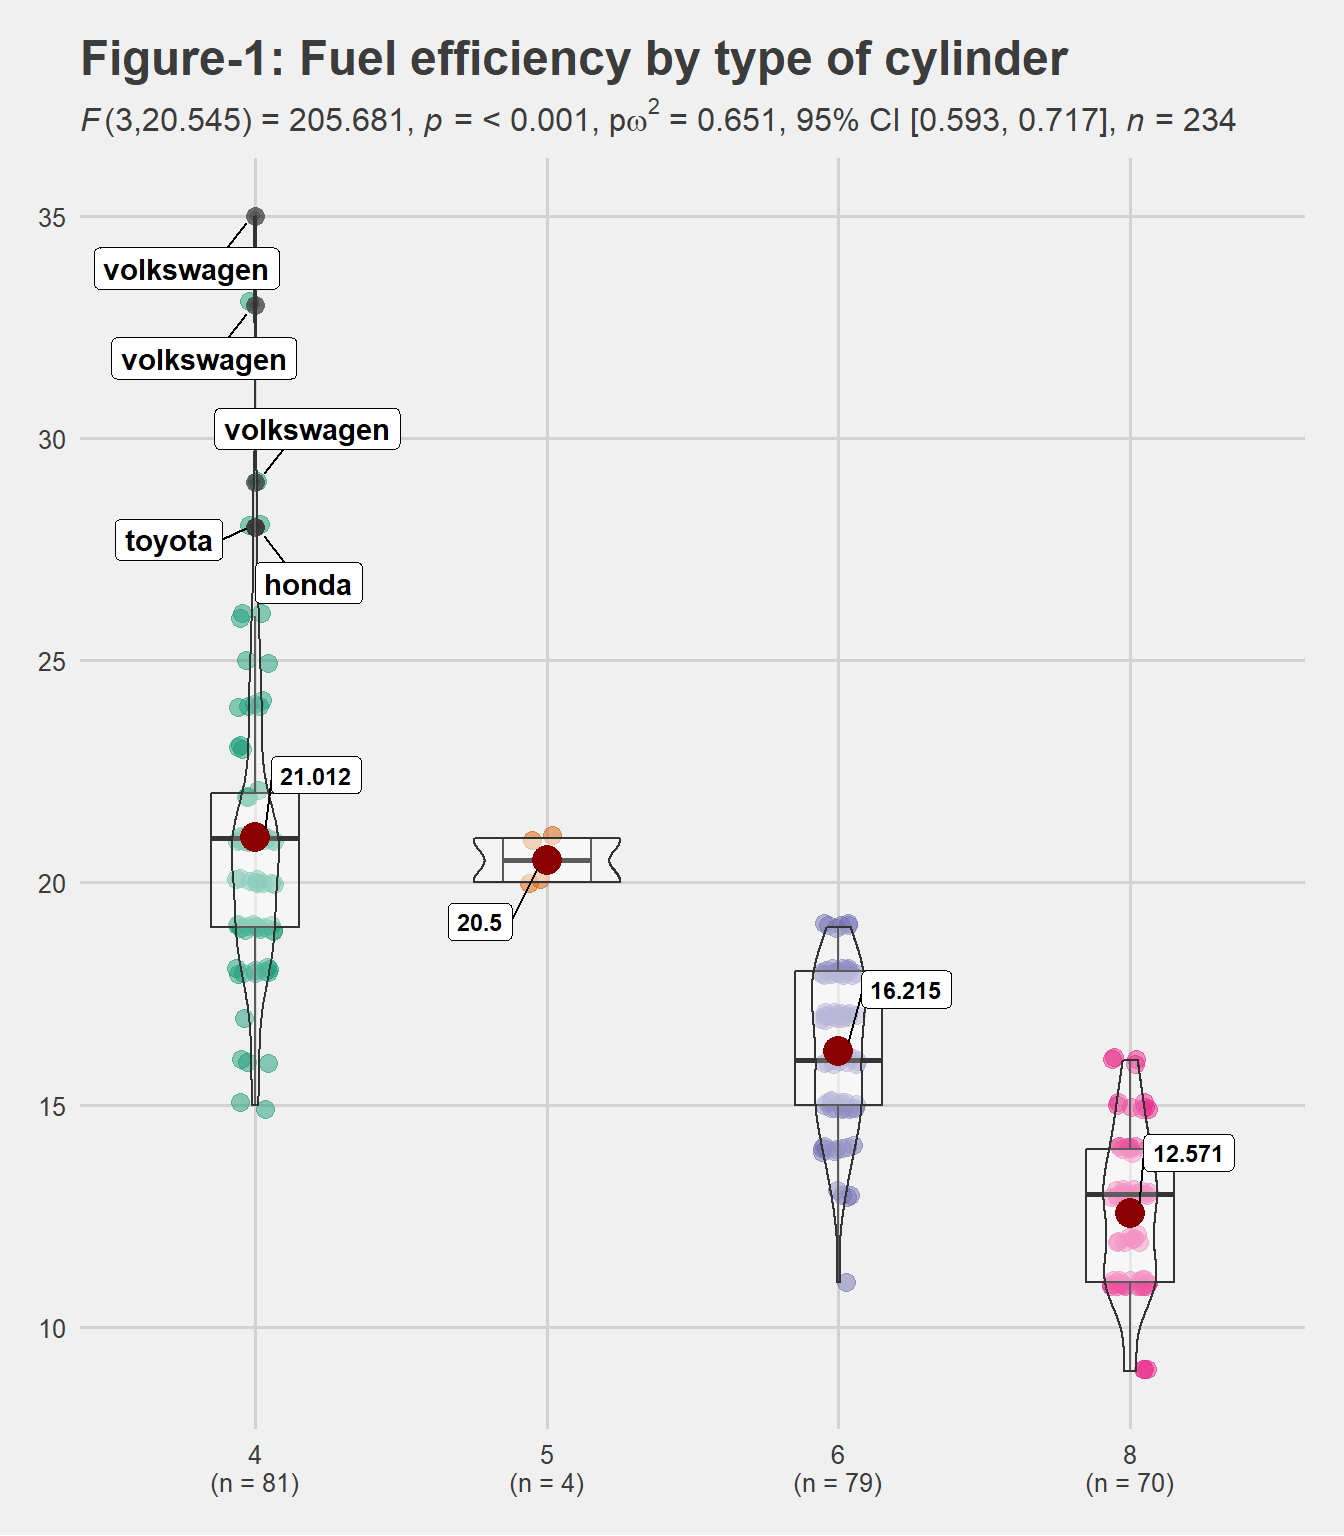 Figure-1: Fuel efficiency by type of cylinder
F(3,20.545) = 205.681, p = < 0.001, pω² = 0.651, 95% CI [0.593, 0.717], n = 234
35
volkswagen
volkswagen
volkswagen
30
toyota
honda
25
21.012
20
20.5
16.215
15
12.571
10
4
(n = 81)
5
(n = 4)
6
(n = 79)
8
(n = 70)